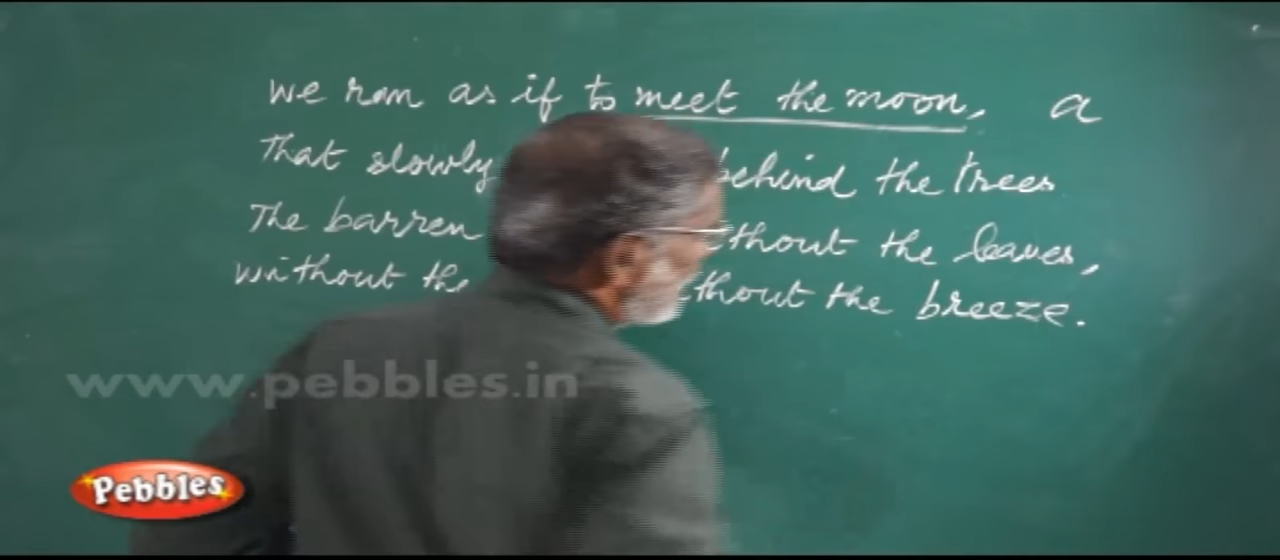 we ran as if to meet the moon, a
That slowly behind the trees
The barren thout the leaves,
without the thout the breeze.
www.pebbles.in
Pebbles